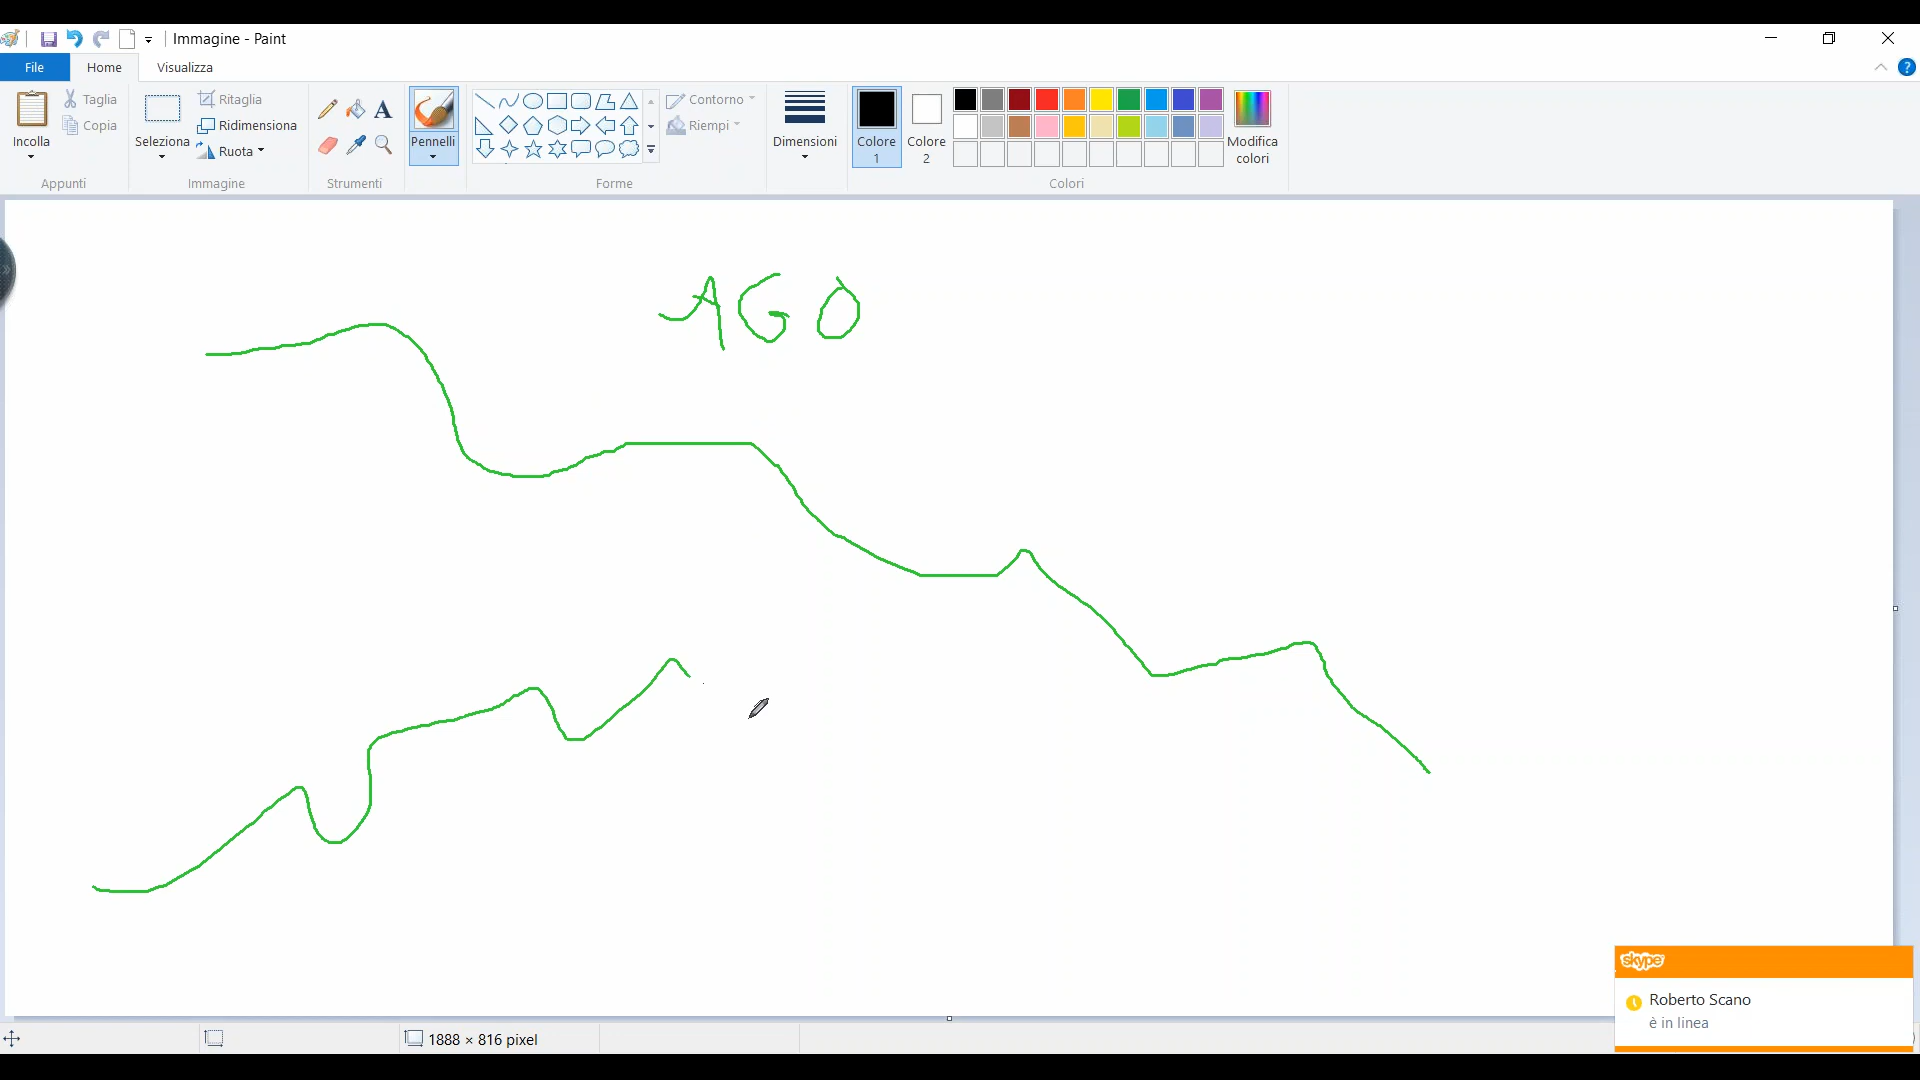 Immagine - Paint
File Home Visualizza
Incolla
Taglia
Copia
Appunti
Seleziona
Ritaglia
Ridimensiona
Ruota
Immagine
A
Strumenti
Pennelli
Forme
Contorno
Riempi
Dimensioni
Colore
1
Colore
2
Modifica
colori
Colori
AGO
skype
Roberto Scano
è in linea
1888 × 816 pixel